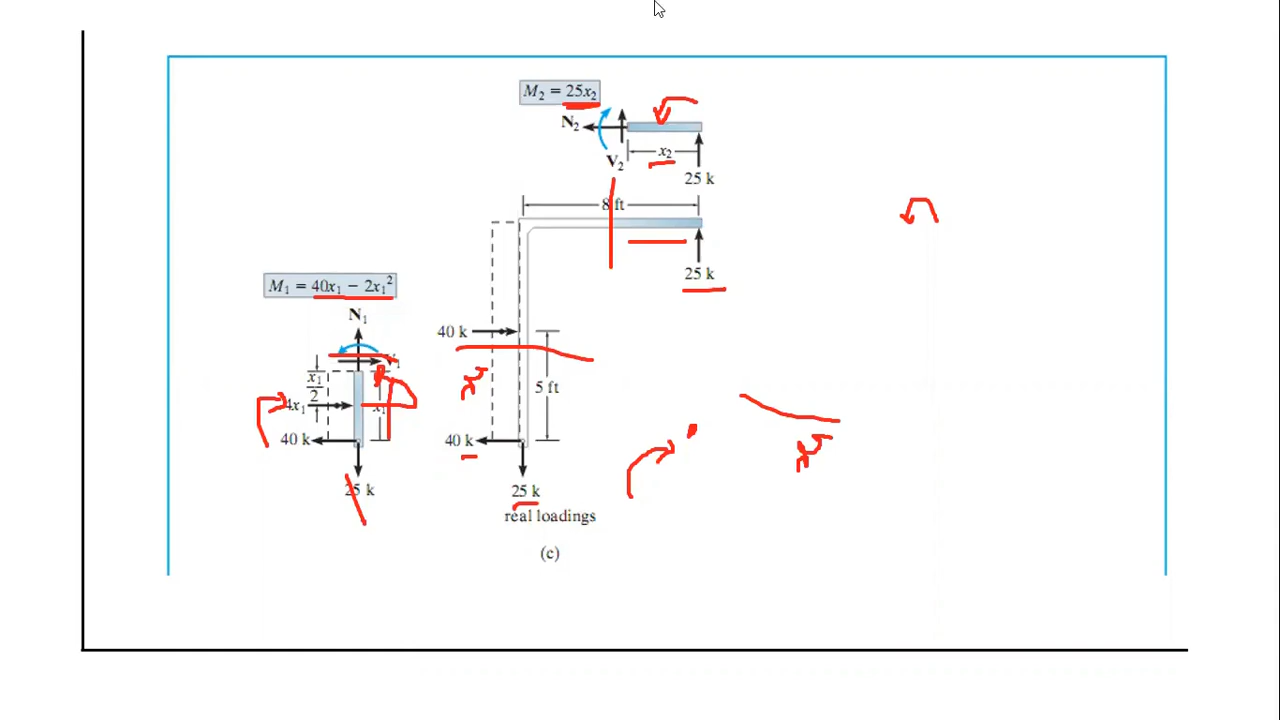 M₂ = 25x₂
N₂
x₂
V₂
25 k
8 ft
25 k
M₁ = 40x₁ − 2x₁²
N₁
40 k
V₁
x₁/2
5 ft
4x₁
x₁
40 k
40 k
25 k
25 k
real loadings
(c)